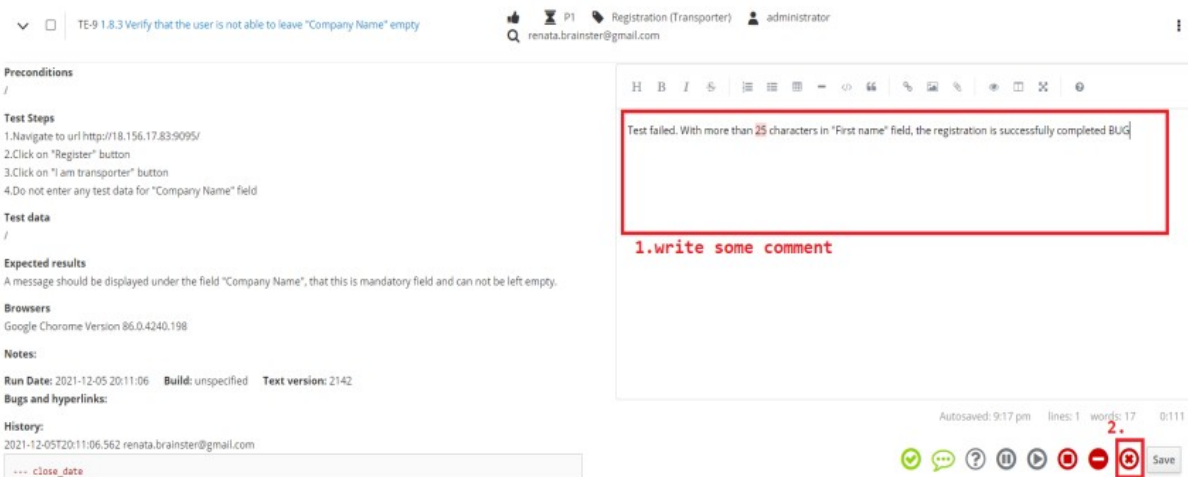 TE-9 1.8.3 Verify that the user is not able to leave "Company Name" empty
P1 Registration (Transporter) administrator
renata.brainster@gmail.com
Preconditions
/
Test Steps
1.Navigate to url http://18.156.17.83:9095/
2.Click on "Register" button
3.Click on "I am transporter" button
4.Do not enter any test data for "Company Name" field
Test data
/
Expected results
A message should be displayed under the field "Company Name", that this is mandatory field and can not be left empty.
Browsers
Google Chorome Version 86.0.4240.198
Notes:
Run Date: 2021-12-05 20:11:06 Build: unspecified Text version: 2142
Bugs and hyperlinks:
History:
2021-12-05T20:11:06.562 renata.brainster@gmail.com
--- close_date
H B I S
Test failed. With more than 25 characters in "First name" field, the registration is successfully completed BUG
1.write some comment
Autosaved: 9:17 pm lines: 1 words: 17 0:111
2.
Save